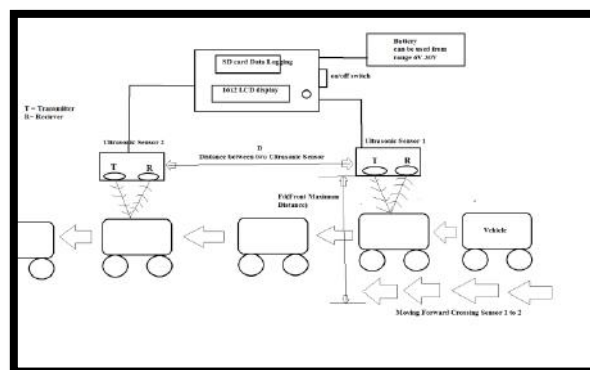 Battery
can be used from
range 6V-30V
SD card Data Logging
on/off switch
16x2 LCD display
T = Transmitter
R= Reciever
Ultrasonic Sensor 2
D
Distance between two Ultrasonic Sensor
Ultrasonic Sensor 1
T R
T R
Fd(Front Maximum
Distance)
Vehicle
Moving Forward Crossing Sensor 1 to 2